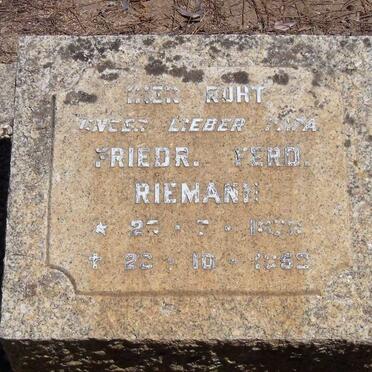 HIER RUHT
UNSER LIEBER PAPA
FRIEDR. FERD.
RIEMANN
* 25 - 7 -
† 23 - 10 -